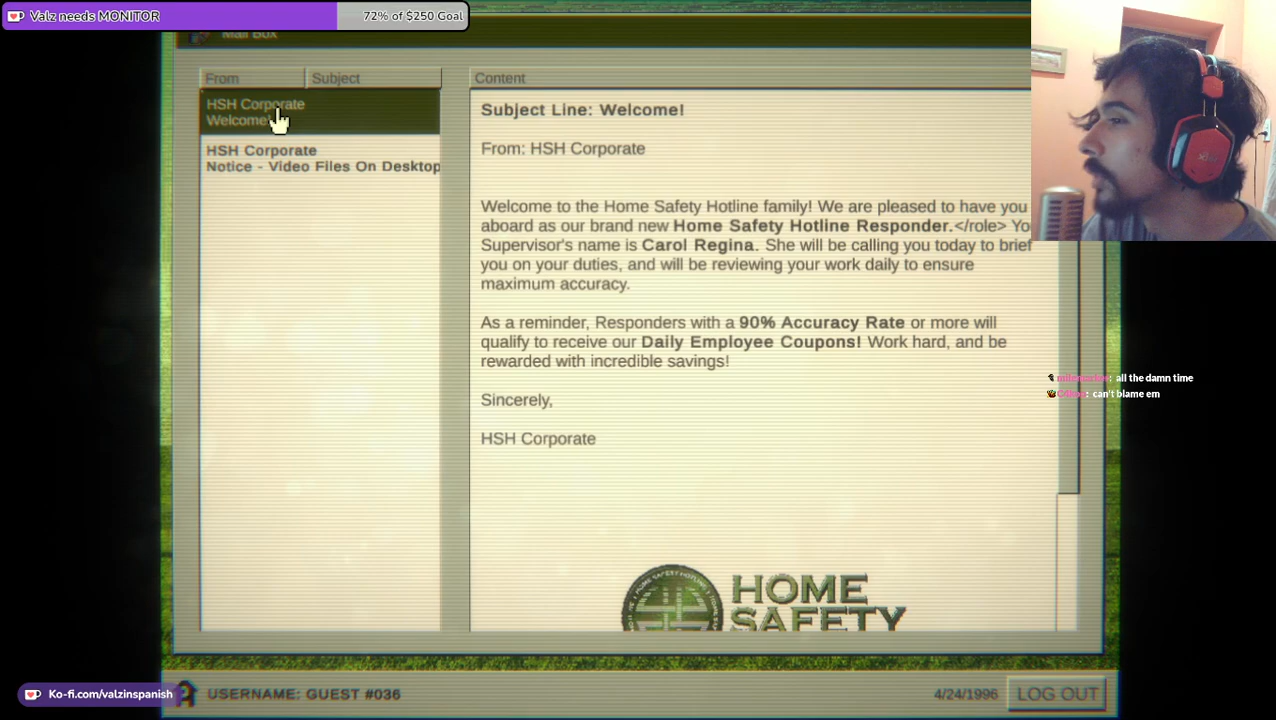 Valz needs MONITOR
72% of $250 Goal
Mail Box
From
Subject
Content
HSH Corporate
Welcome!
HSH Corporate
Notice - Video Files On Desktop
Subject Line: Welcome!
From: HSH Corporate
Welcome to the Home Safety Hotline family! We are pleased to have you
aboard as our brand new Home Safety Hotline Responder.</role> Yo
Supervisor's name is Carol Regina. She will be calling you today to brief
you on your duties, and will be reviewing your work daily to ensure
maximum accuracy.
As a reminder, Responders with a 90% Accuracy Rate or more will
qualify to receive our Daily Employee Coupons! Work hard, and be
rewarded with incredible savings!
Sincerely,
HSH Corporate
HOME
SAFETY
: all the damn time
: can't blame em
Ko-fi.com/valzinspanish
USERNAME: GUEST #036
4/24/1996
LOG OUT